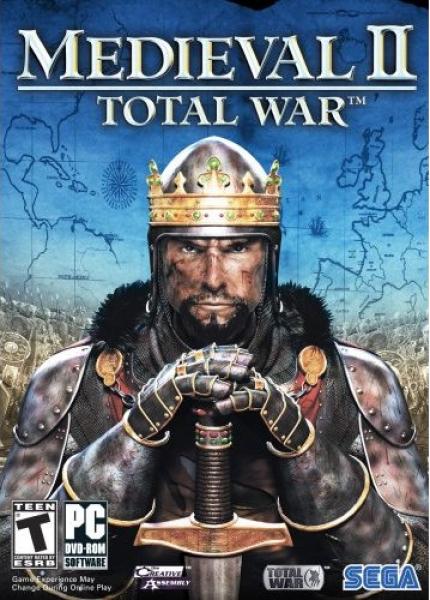 MEDIEVAL II
TOTAL WAR™
TEEN
T
CONTENT RATED BY
ESRB
PC
DVD-ROM
SOFTWARE
Game Experience May
Change During Online Play
THE
CREATIVE
ASSEMBLY
TOTAL
WAR
SEGA